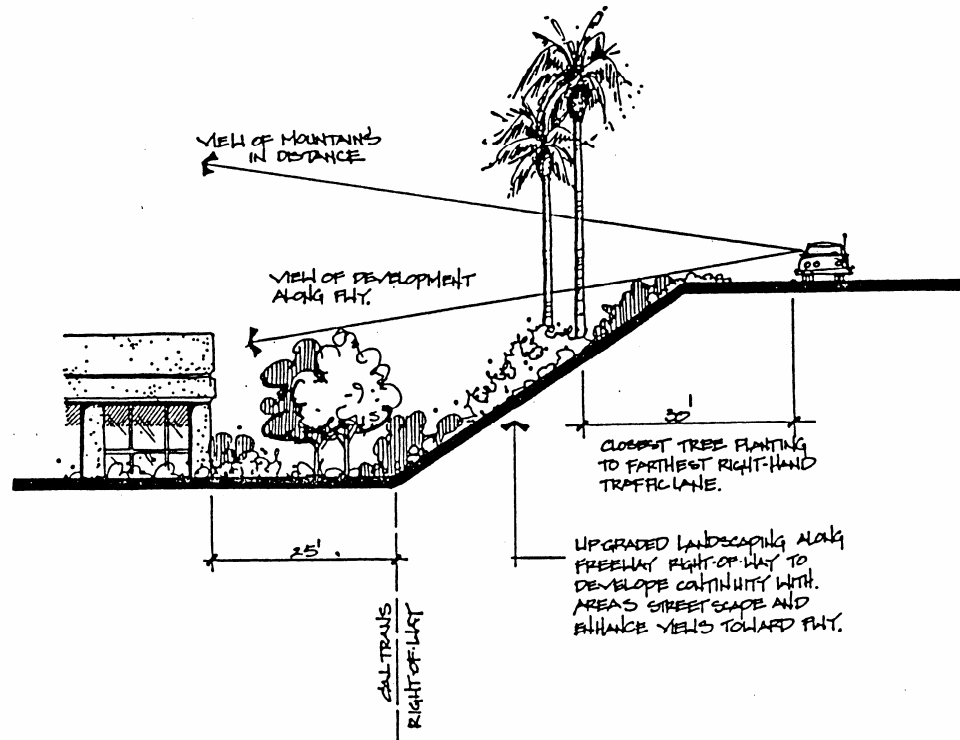 VIEW OF MOUNTAINS
IN DISTANCE
VIEW OF DEVELOPMENT
ALONG FWY.
30'
CLOSEST TREE PLANTING
TO FARTHEST RIGHT-HAND
TRAFFIC LANE.
25'
UPGRADED LANDSCAPING ALONG
FREEWAY RIGHT-OF-WAY TO
DEVELOPE CONTINUITY WITH.
AREAS STREETSCAPE AND
ENHANCE VIEWS TOWARD FWY.
CALTRANS
RIGHT-OF-WAY